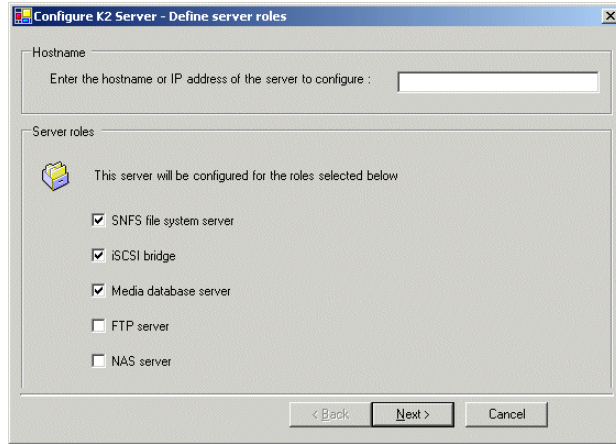 Configure K2 Server - Define server roles
Hostname
Enter the hostname or IP address of the server to configure :
Server roles
This server will be configured for the roles selected below
SNFS file system server
iSCSI bridge
Media database server
FTP server
NAS server
< Back Next > Cancel